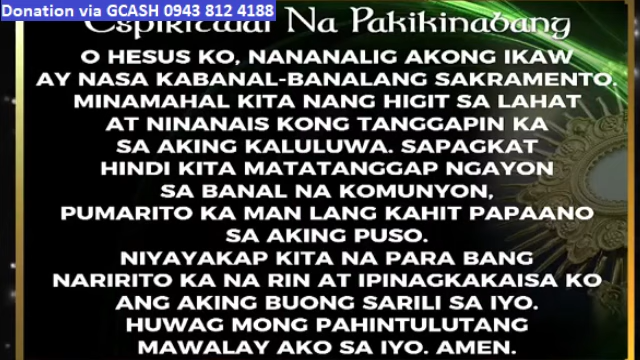 Donation via GCASH 0943 812 4188
Espiritwal Na Pakikinabang
O HESUS KO, NANANALIG AKONG IKAW
AY NASA KABANAL-BANALANG SAKRAMENTO.
MINAMAHAL KITA NANG HIGIT SA LAHAT
AT NINANAIS KONG TANGGAPIN KA
SA AKING KALULUWA. SAPAGKAT
HINDI KITA MATATANGGAP NGAYON
SA BANAL NA KOMUNYON,
PUMARITO KA MAN LANG KAHIT PAPAANO
SA AKING PUSO.
NIYAYAKAP KITA NA PARA BANG
NARIRITO KA NA RIN AT IPINAGKAKAISA KO
ANG AKING BUONG SARILI SA IYO.
HUWAG MONG PAHINTULUTANG
MAWALAY AKO SA IYO. AMEN.